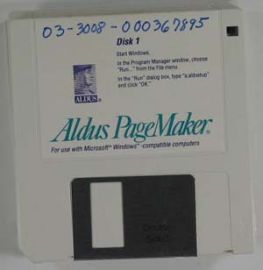 03-3008-000367895
Disk 1
Start Windows.
In the Program Manager window, choose
"Run..." from the File menu.
In the "Run" dialog box, type "a:aldsetup"
and click "OK."
ALDUS
Aldus PageMaker®
For use with Microsoft® Windows™-compatible computers